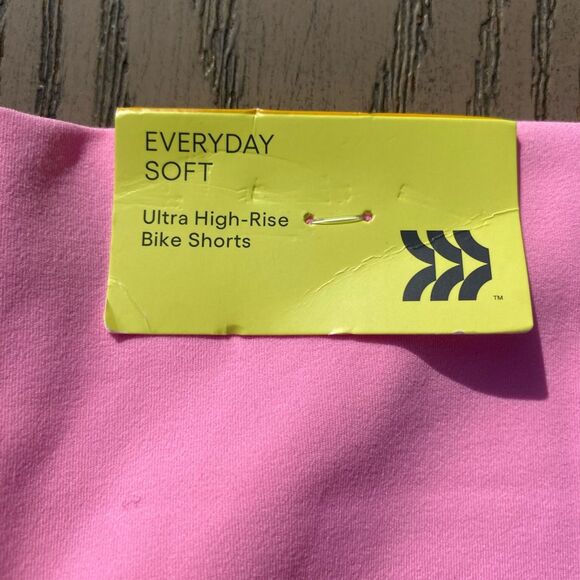 EVERYDAY
SOFT
Ultra High-Rise
Bike Shorts
TM